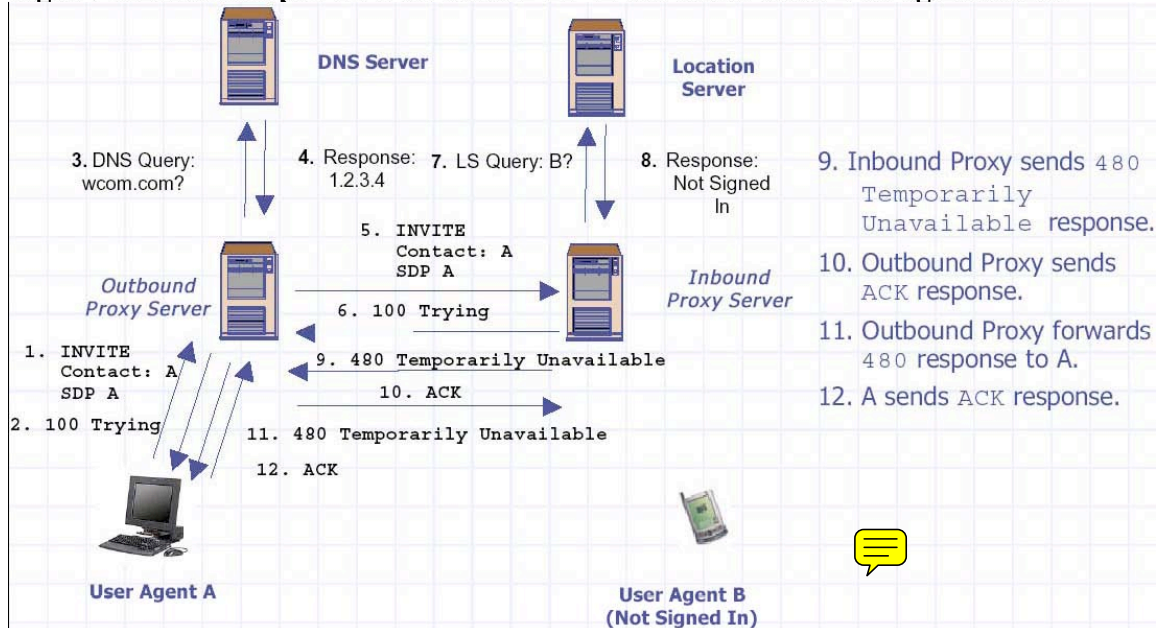 DNS Server
Location
Server
3. DNS Query:
wcom.com?
4. Response:
1.2.3.4
7. LS Query: B?
8. Response:
Not Signed
In
5. INVITE
Contact: A
SDP A
Outbound
Proxy Server
Inbound
Proxy Server
6. 100 Trying
1. INVITE
Contact: A
SDP A
2. 100 Trying
9. 480 Temporarily Unavailable
10. ACK
11. 480 Temporarily Unavailable
12. ACK
User Agent A
User Agent B
(Not Signed In)
9. Inbound Proxy sends 480
Temporarily
Unavailable response.
10. Outbound Proxy sends
ACK response.
11. Outbound Proxy forwards
480 response to A.
12. A sends ACK response.